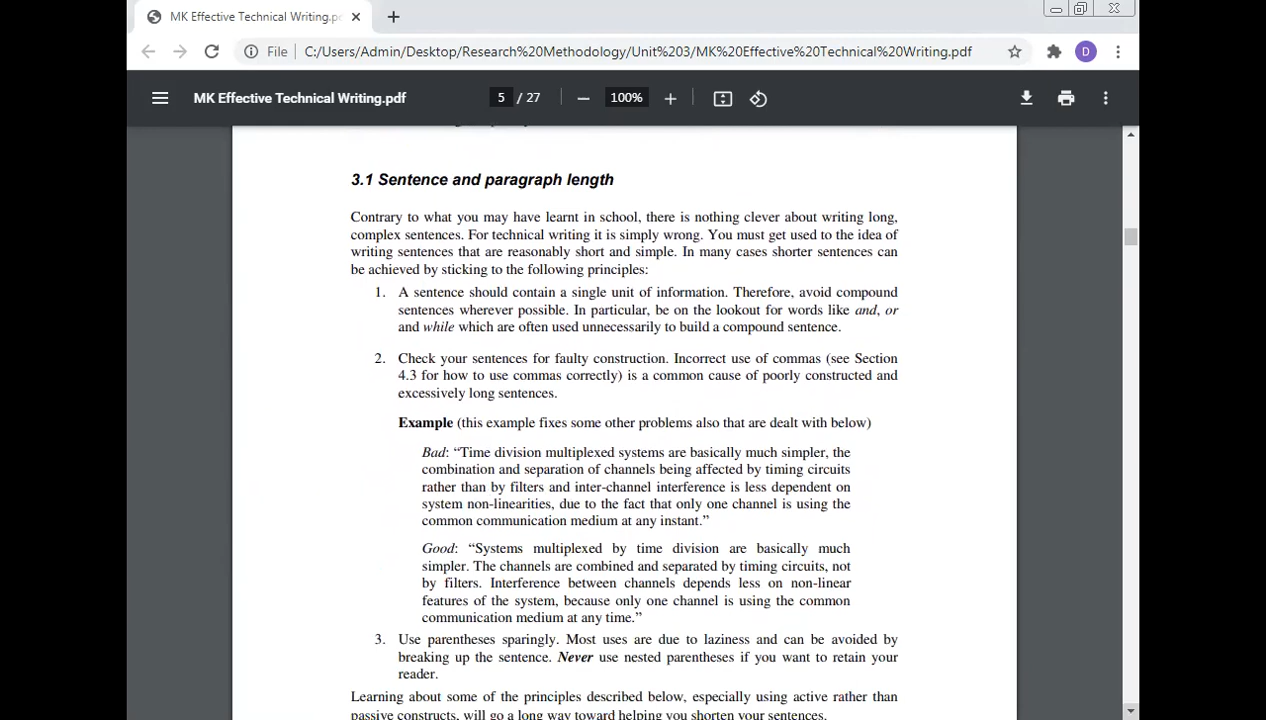 MK Effective Technical Writing.pd
File C:/Users/Admin/Desktop/Research%20Methodology/Unit%203/MK%20Effective%20Technical%20Writing.pdf
D
MK Effective Technical Writing.pdf
5 / 27
100%
3.1 Sentence and paragraph length
Contrary to what you may have learnt in school, there is nothing clever about writing long,
complex sentences. For technical writing it is simply wrong. You must get used to the idea of
writing sentences that are reasonably short and simple. In many cases shorter sentences can
be achieved by sticking to the following principles:
1. A sentence should contain a single unit of information. Therefore, avoid compound
sentences wherever possible. In particular, be on the lookout for words like and, or
and while which are often used unnecessarily to build a compound sentence.
2. Check your sentences for faulty construction. Incorrect use of commas (see Section
4.3 for how to use commas correctly) is a common cause of poorly constructed and
excessively long sentences.
Example (this example fixes some other problems also that are dealt with below)
Bad: “Time division multiplexed systems are basically much simpler, the
combination and separation of channels being affected by timing circuits
rather than by filters and inter-channel interference is less dependent on
system non-linearities, due to the fact that only one channel is using the
common communication medium at any instant.”
Good: “Systems multiplexed by time division are basically much
simpler. The channels are combined and separated by timing circuits, not
by filters. Interference between channels depends less on non-linear
features of the system, because only one channel is using the common
communication medium at any time.”
3. Use parentheses sparingly. Most uses are due to laziness and can be avoided by
breaking up the sentence. Never use nested parentheses if you want to retain your
reader.
Learning about some of the principles described below, especially using active rather than
passive constructs, will go a long way toward helping you shorten your sentences.